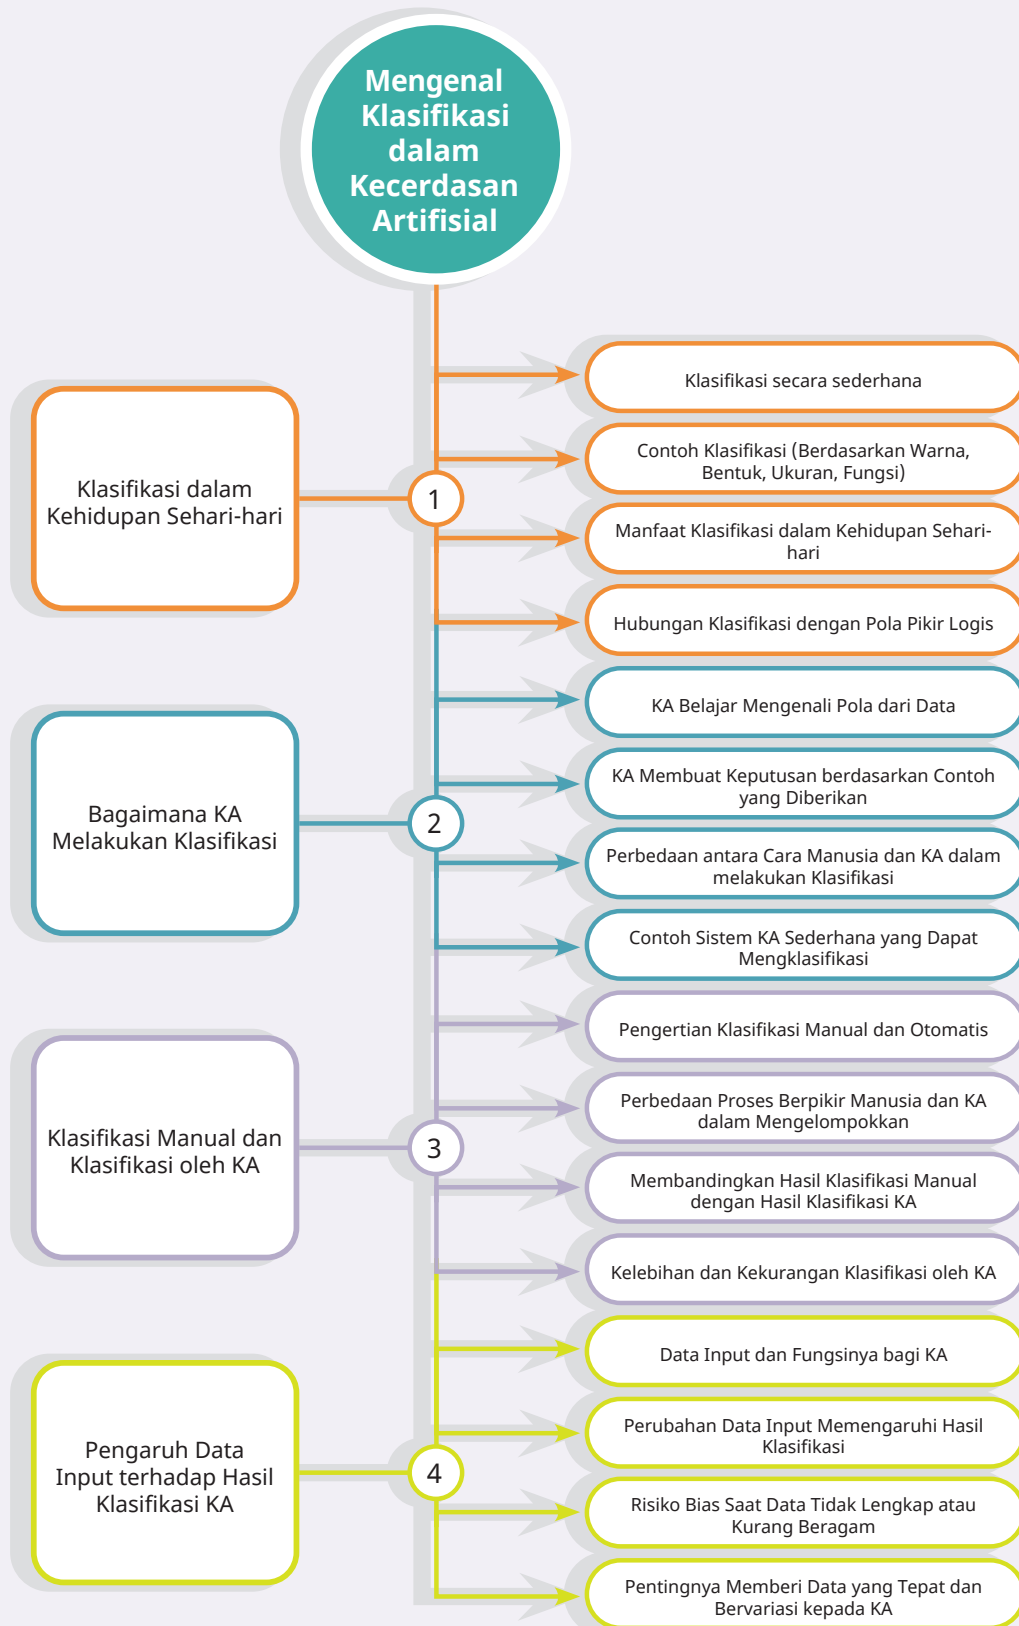 Mengenal
Klasifikasi
dalam
Kecerdasan
Artifisial
Klasifikasi dalam
Kehidupan Sehari-hari
1
Klasifikasi secara sederhana
Contoh Klasifikasi (Berdasarkan Warna,
Bentuk, Ukuran, Fungsi)
Manfaat Klasifikasi dalam Kehidupan Sehari-
hari
Hubungan Klasifikasi dengan Pola Pikir Logis
Bagaimana KA
Melakukan Klasifikasi
2
KA Belajar Mengenali Pola dari Data
KA Membuat Keputusan berdasarkan Contoh
yang Diberikan
Perbedaan antara Cara Manusia dan KA dalam
melakukan Klasifikasi
Contoh Sistem KA Sederhana yang Dapat
Mengklasifikasi
Klasifikasi Manual dan
Klasifikasi oleh KA
3
Pengertian Klasifikasi Manual dan Otomatis
Perbedaan Proses Berpikir Manusia dan KA
dalam Mengelompokkan
Membandingkan Hasil Klasifikasi Manual
dengan Hasil Klasifikasi KA
Kelebihan dan Kekurangan Klasifikasi oleh KA
Pengaruh Data
Input terhadap Hasil
Klasifikasi KA
4
Data Input dan Fungsinya bagi KA
Perubahan Data Input Memengaruhi Hasil
Klasifikasi
Risiko Bias Saat Data Tidak Lengkap atau
Kurang Beragam
Pentingnya Memberi Data yang Tepat dan
Bervariasi kepada KA